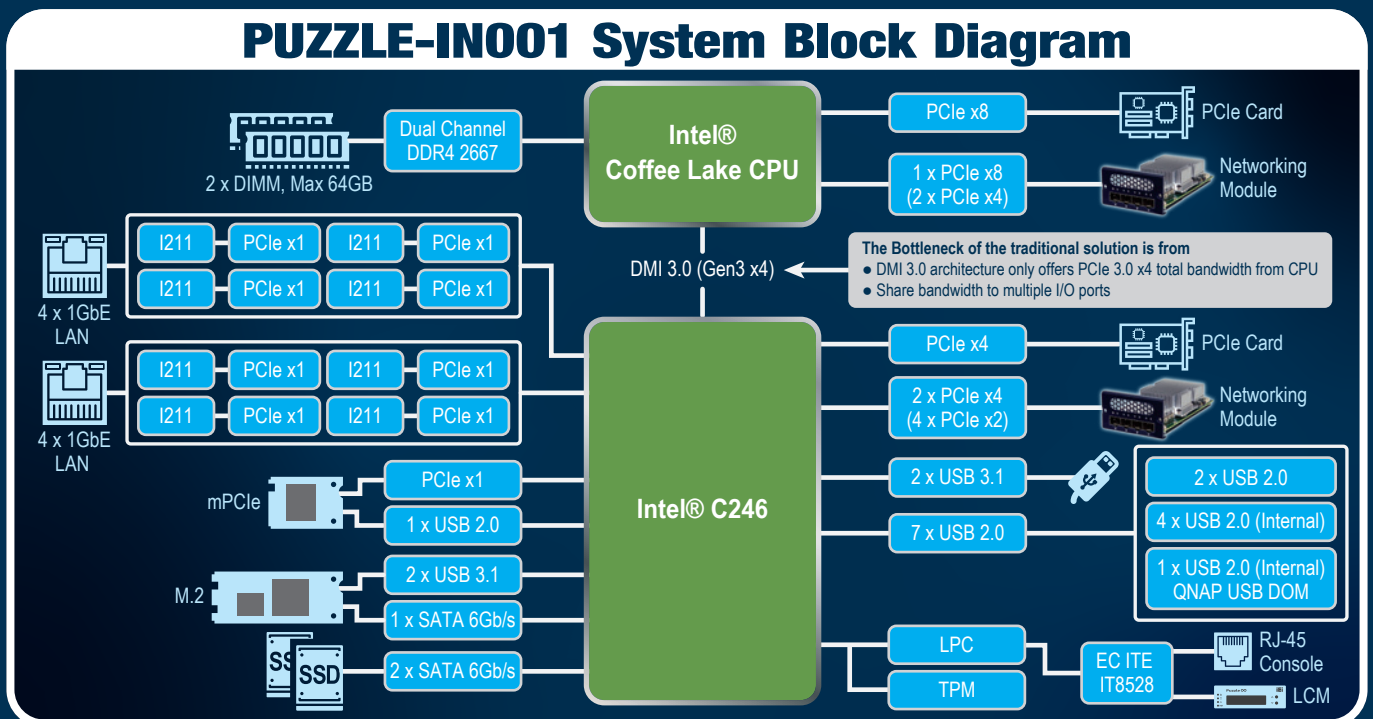 PUZZLE-IN001 System Block Diagram
Dual Channel
DDR4 2667
2 x DIMM, Max 64GB
Intel®
Coffee Lake CPU
PCIe x8
PCIe Card
1 x PCIe x8
(2 x PCIe x4)
Networking
Module
DMI 3.0 (Gen3 x4)
The Bottleneck of the traditional solution is from
● DMI 3.0 architecture only offers PCIe 3.0 x4 total bandwidth from CPU
● Share bandwidth to multiple I/O ports
I211 PCIe x1 I211 PCIe x1
I211 PCIe x1 I211 PCIe x1
4 x 1GbE
LAN
I211 PCIe x1 I211 PCIe x1
I211 PCIe x1 I211 PCIe x1
4 x 1GbE
LAN
mPCIe
PCIe x1
1 x USB 2.0
M.2
2 x USB 3.1
1 x SATA 6Gb/s
SS
SSD
2 x SATA 6Gb/s
Intel® C246
PCIe x4
PCIe Card
2 x PCIe x4
(4 x PCIe x2)
Networking
Module
2 x USB 3.1
7 x USB 2.0
2 x USB 2.0
4 x USB 2.0 (Internal)
1 x USB 2.0 (Internal)
QNAP USB DOM
LPC
TPM
EC ITE
IT8528
RJ-45
Console
LCM